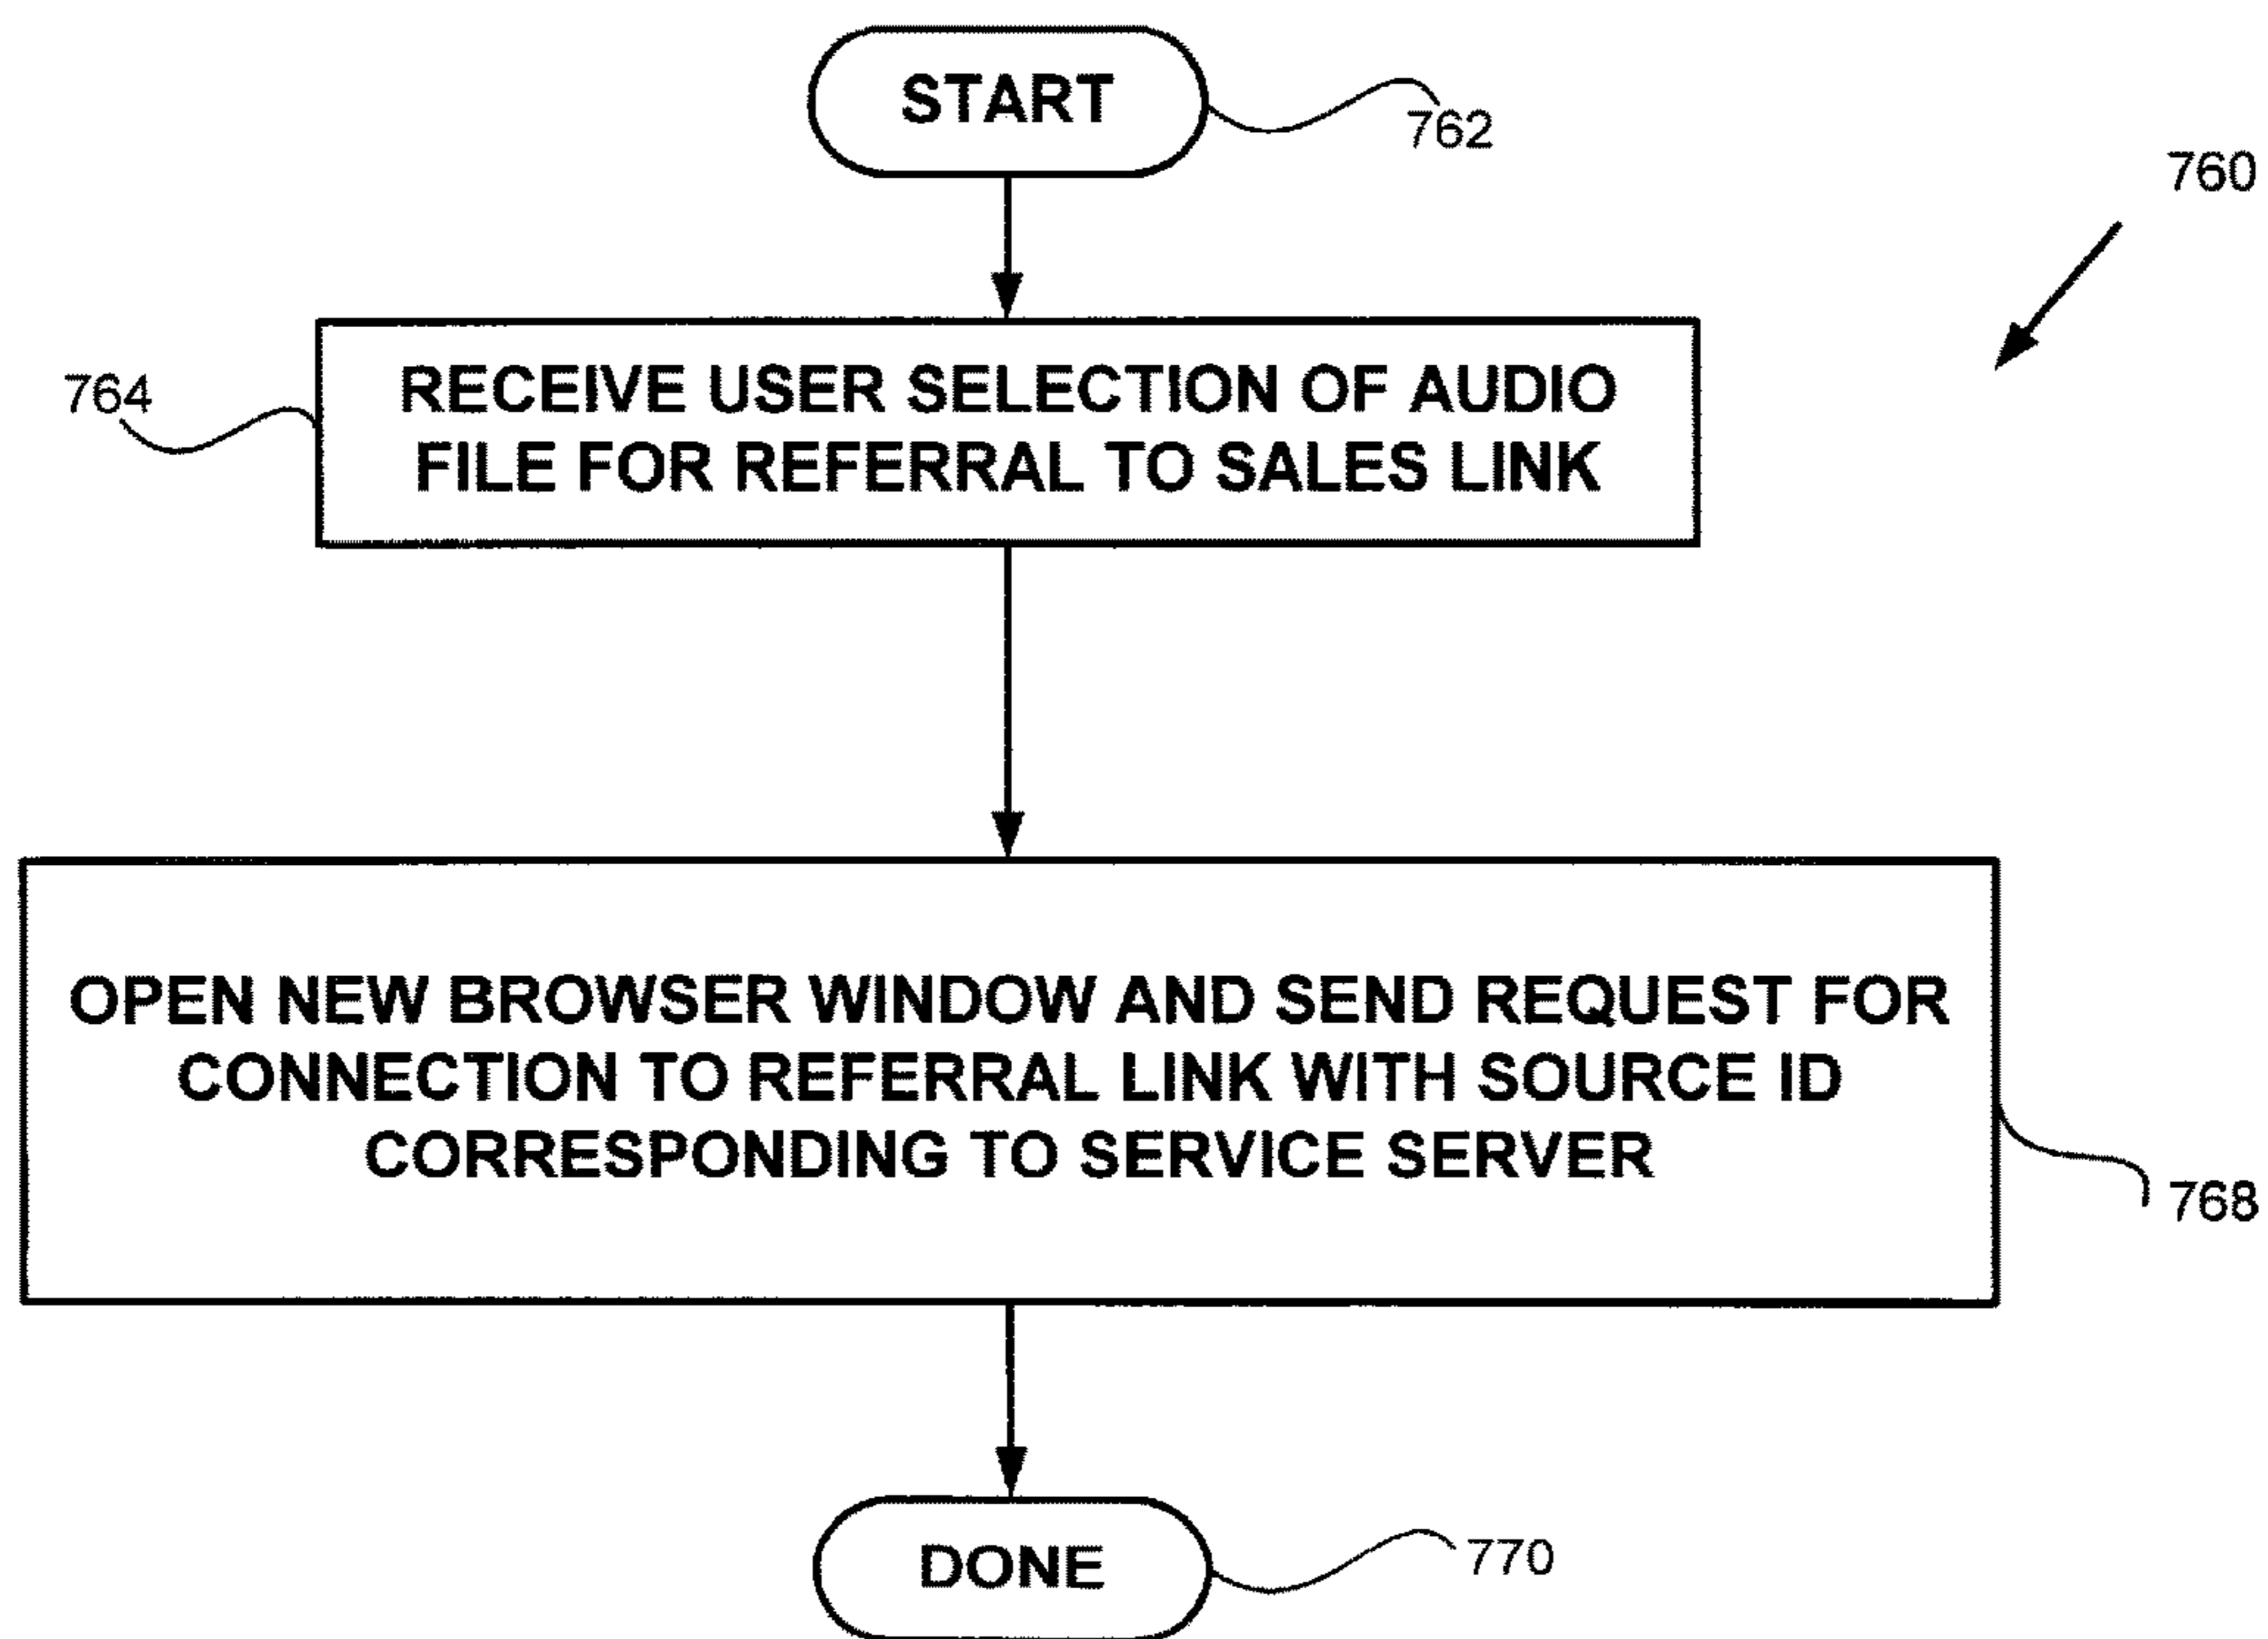 START
762
760
764
RECEIVE USER SELECTION OF AUDIO
FILE FOR REFERRAL TO SALES LINK
OPEN NEW BROWSER WINDOW AND SEND REQUEST FOR
CONNECTION TO REFERRAL LINK WITH SOURCE ID
CORRESPONDING TO SERVICE SERVER
768
DONE
770